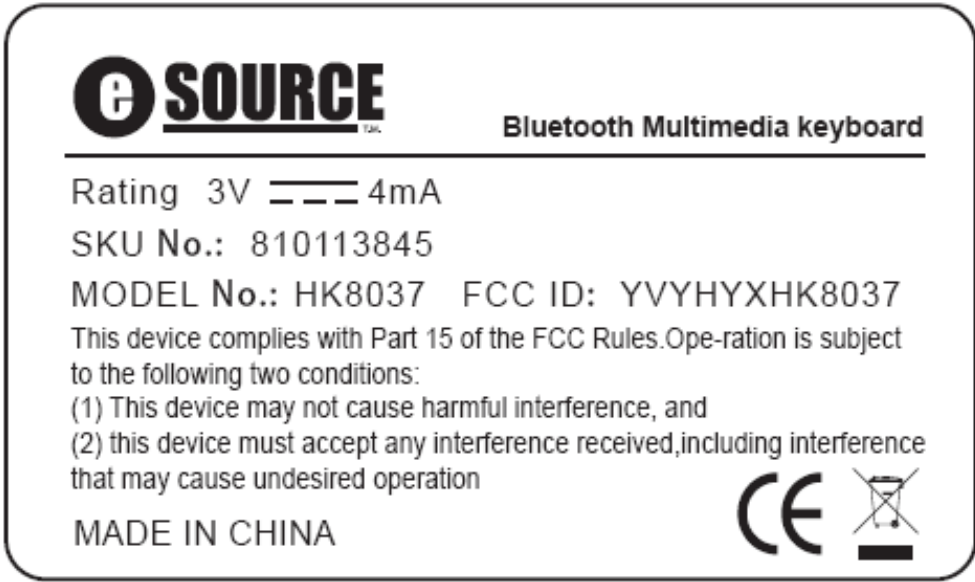 e SOURCE T.M.
Bluetooth Multimedia keyboard
Rating 3V 4mA
SKU No.: 810113845
MODEL No.: HK8037 FCC ID: YVYHYXHK8037
This device complies with Part 15 of the FCC Rules.Ope-ration is subject
to the following two conditions:
(1) This device may not cause harmful interference, and
(2) this device must accept any interference received,including interference
that may cause undesired operation
MADE IN CHINA
CE